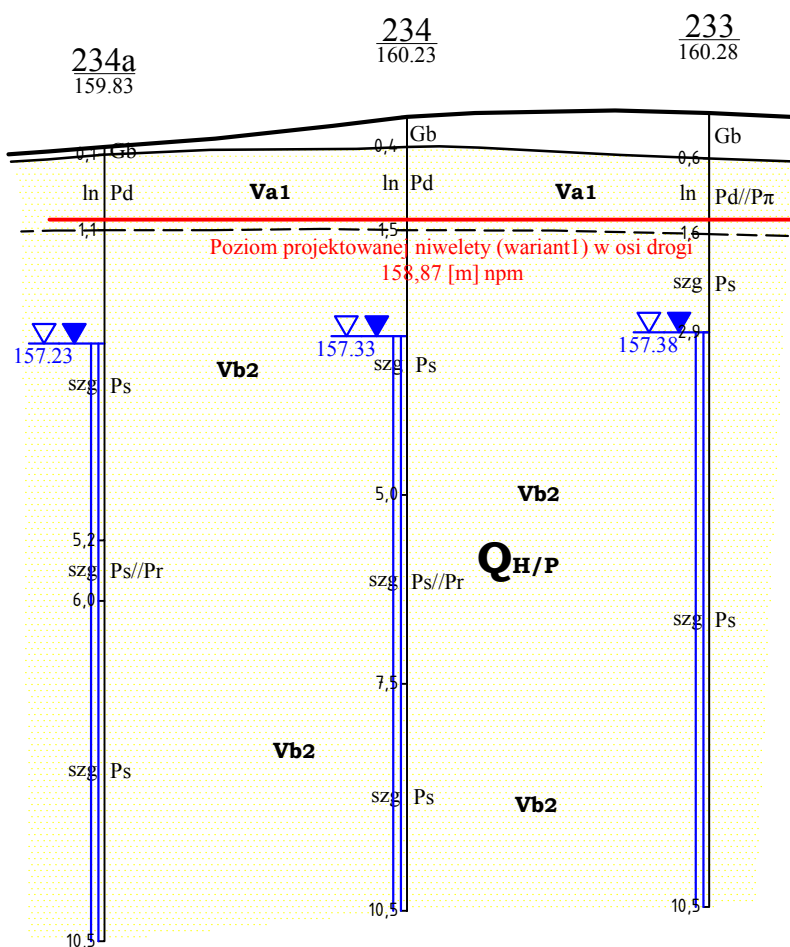 234a
159.83
234
160.23
233
160.28
0,1 Gb
0,4 Gb
0,6 Gb
ln Pd
Va1
ln Pd
Va1
ln Pd//Pπ
1,1
1,5
1,6
Poziom projektowanej niwelety (wariant1) w osi drogi
158,87 [m] npm
szg Ps
157.23
157.33
157.38
2,9
szg Ps
Vb2
szg Ps
5,0
Vb2
5,2
QH/P
szg Ps//Pr
szg Ps//Pr
6,0
szg Ps
7,5
Vb2
szg Ps
szg Ps
Vb2
10,5
10,5
10,5